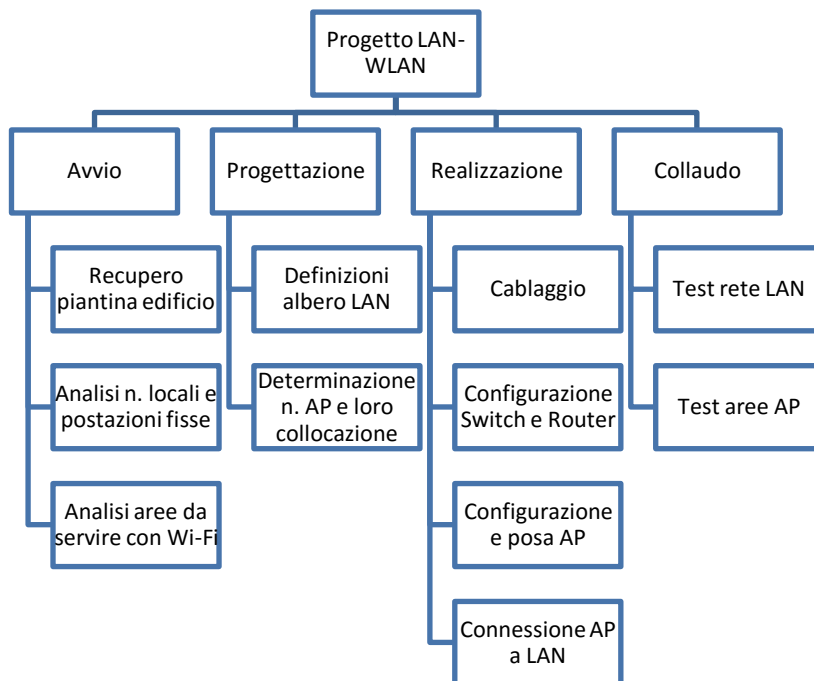 Progetto LAN-
WLAN
Avvio
Progettazione
Realizzazione
Collaudo
Recupero
piantina edificio
Analisi n. locali e
postazioni fisse
Analisi aree da
servire con Wi-Fi
Definizioni
albero LAN
Determinazione
n. AP e loro
collocazione
Cablaggio
Configurazione
Switch e Router
Configurazione
e posa AP
Connessione AP
a LAN
Test rete LAN
Test aree AP